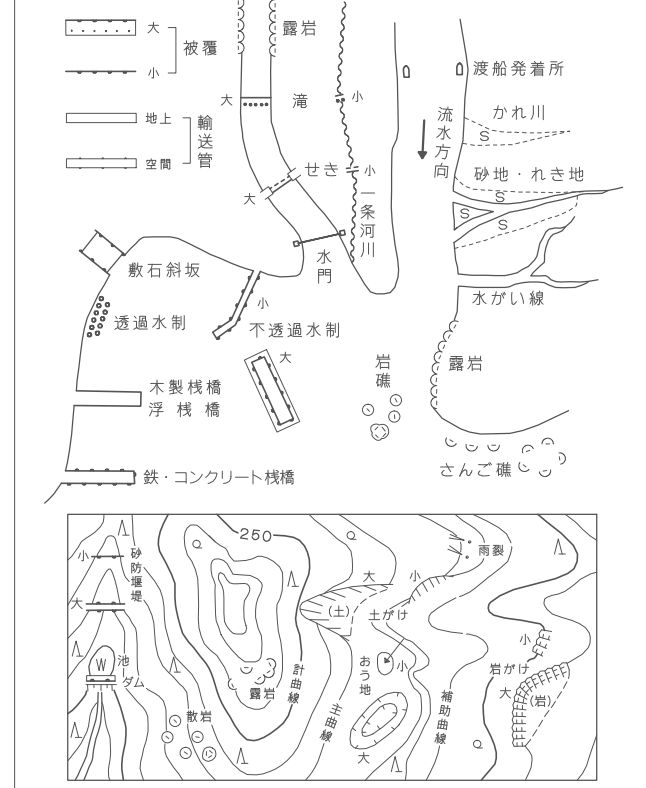 大
被覆
小
地上
輸送管
空間
露岩
大
滝
小
せき
小
大
一条河川
水門
渡船発着所
流水方向
かれ川
S
砂地・れき地
S
S
S
水がい線
敷石斜坂
透過水制
小
不透過水制
大
木製桟橋
浮桟橋
鉄・コンクリート桟橋
岩礁
露岩
さんご礁
250
小
砂防堰堤
大
池
W
ダム
散岩
露岩
計曲線
主曲線
大
小
(土)
土がけ
雨裂
おう地
小
大
補助曲線
小
岩がけ
大
(岩)